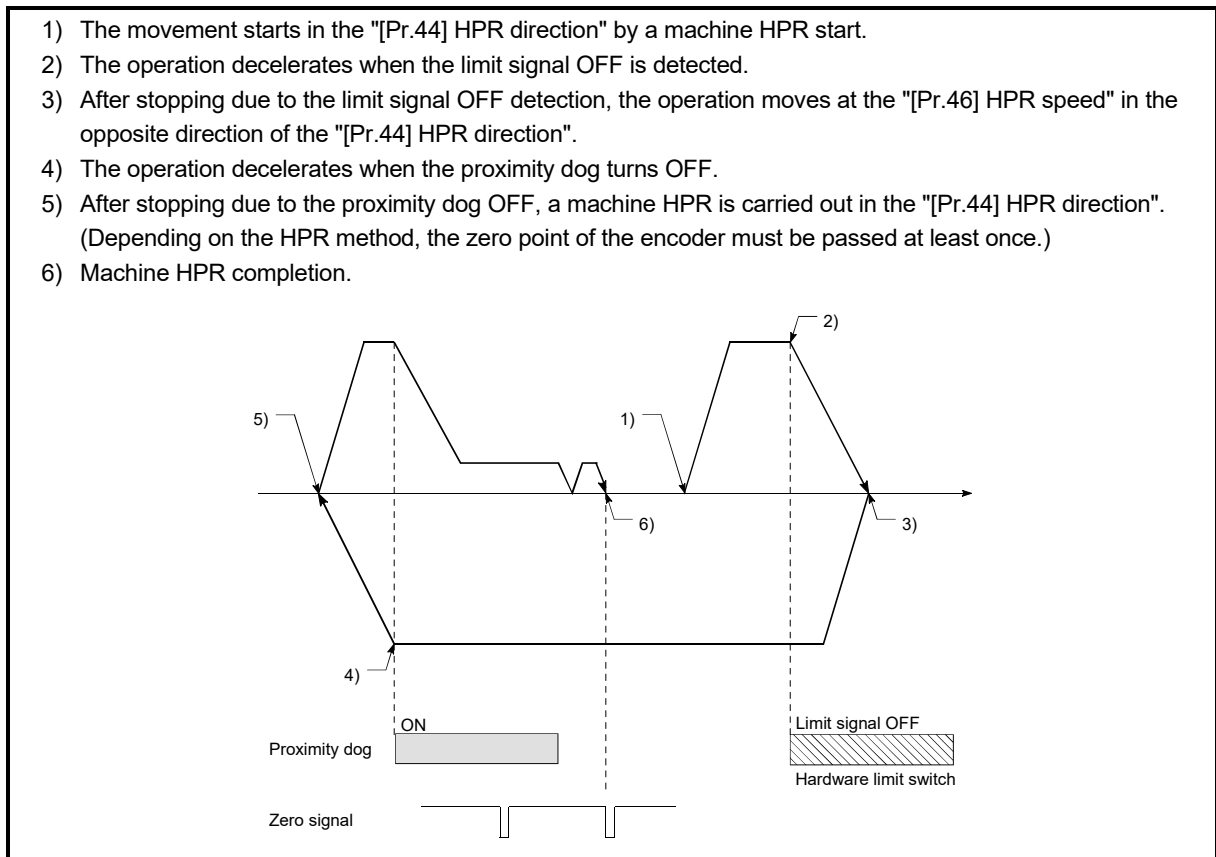 1) The movement starts in the "[Pr.44] HPR direction" by a machine HPR start.
2) The operation decelerates when the limit signal OFF is detected.
3) After stopping due to the limit signal OFF detection, the operation moves at the "[Pr.46] HPR speed" in the
opposite direction of the "[Pr.44] HPR direction".
4) The operation decelerates when the proximity dog turns OFF.
5) After stopping due to the proximity dog OFF, a machine HPR is carried out in the "[Pr.44] HPR direction".
(Depending on the HPR method, the zero point of the encoder must be passed at least once.)
6) Machine HPR completion.
2)
5)
1)
6)
3)
4)
ON
Limit signal OFF
Proximity dog
Hardware limit switch
Zero signal